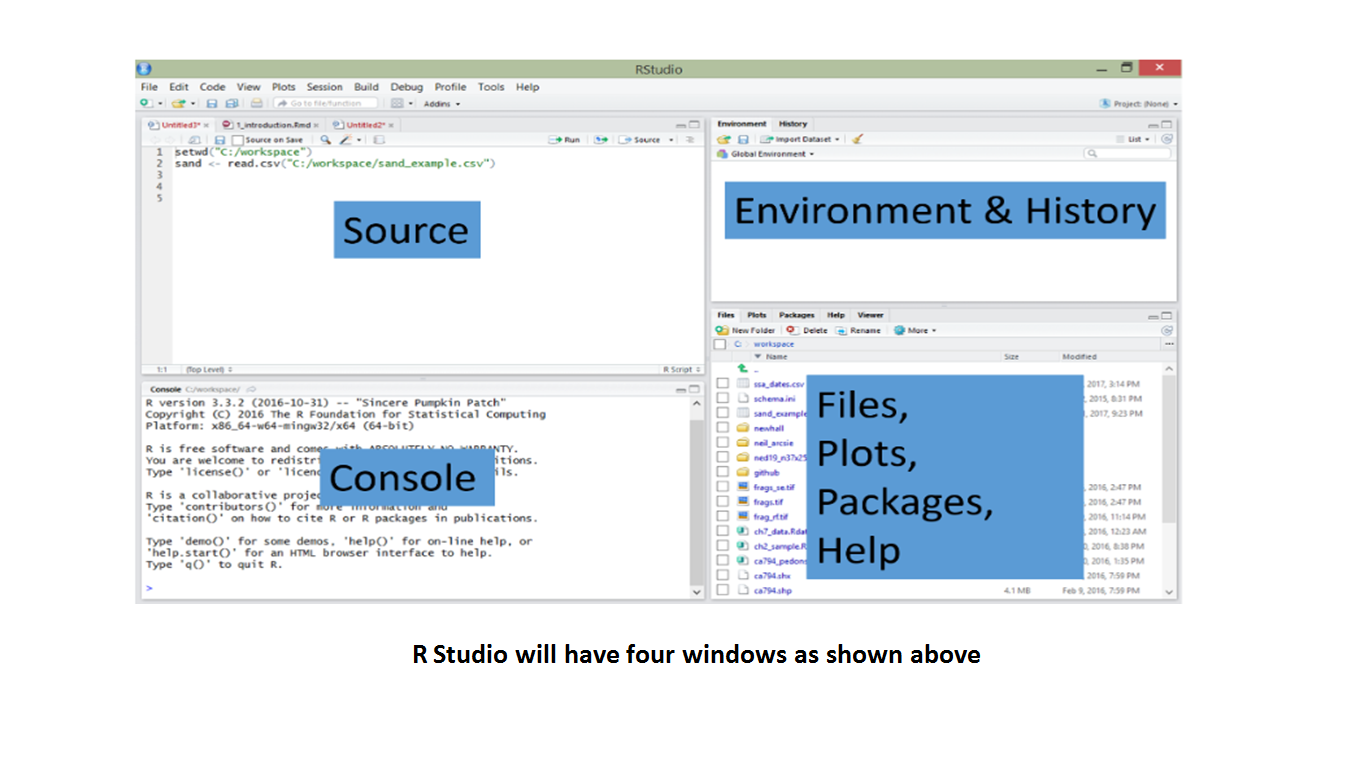 RStudio
File Edit Code View Plots Session Build Debug Profile Tools Help
Go to file/function Addins Project: (None)
Untitled3* 1_introduction.Rmd Untitled2*
Source on Save Run Source
1 setwd("C:/workspace")
2 sand <- read.csv("C:/workspace/sand_example.csv")
3
4
5
Source
1:1 (Top Level) R Script
Console C:/workspace/
R version 3.3.2 (2016-10-31) -- "Sincere Pumpkin Patch"
Copyright (C) 2016 The R Foundation for Statistical Computing
Platform: x86_64-w64-mingw32/x64 (64-bit)
R is free software and comes with ABSOLUTELY NO WARRANTY.
You are welcome to redistri itions.
Type 'license()' or 'licenc ils.
Console
R is a collaborative projec
Type 'contributors()' for more information and
'citation()' on how to cite R or R packages in publications.
Type 'demo()' for some demos, 'help()' for on-line help, or
'help.start()' for an HTML browser interface to help.
Type 'q()' to quit R.
>
Environment History
Import Dataset List
Global Environment
Environment & History
Files Plots Packages Help Viewer
New Folder Delete Rename More
C: workspace
Name Size Modified
..
ssa_dates.csv 2017, 3:14 PM
schema.ini 2015, 8:31 PM
sand_example 2017, 9:23 PM
newhall
neil_arcsie
ned19_n37x25
github
frags_se.tif 2016, 2:47 PM
frags.tif 2016, 2:47 PM
frag_rf.tif 2016, 11:14 PM
ch7_data.Rdat 2016, 12:23 AM
ch2_sample.R 2016, 8:38 PM
ca794_pedons 2016, 1:35 PM
ca794.shx 2016, 7:59 PM
ca794.shp 4.1 MB Feb 9, 2016, 7:59 PM
Files,
Plots,
Packages,
Help
R Studio will have four windows as shown above